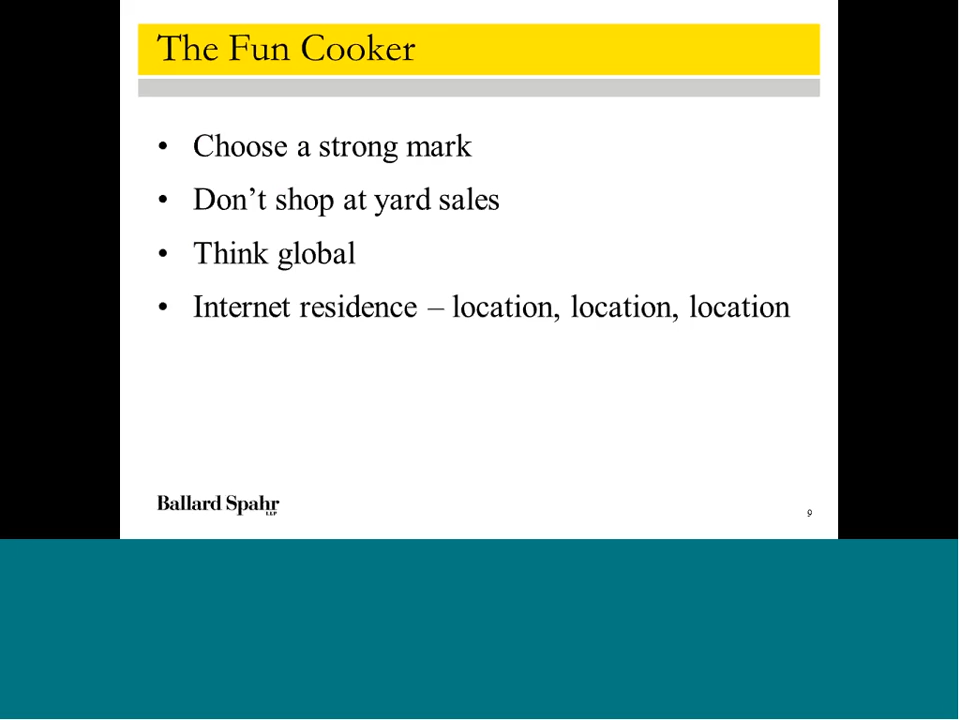 The Fun Cooker
• Choose a strong mark
• Don’t shop at yard sales
• Think global
• Internet residence – location, location, location
Ballard Spahr
LLP
9